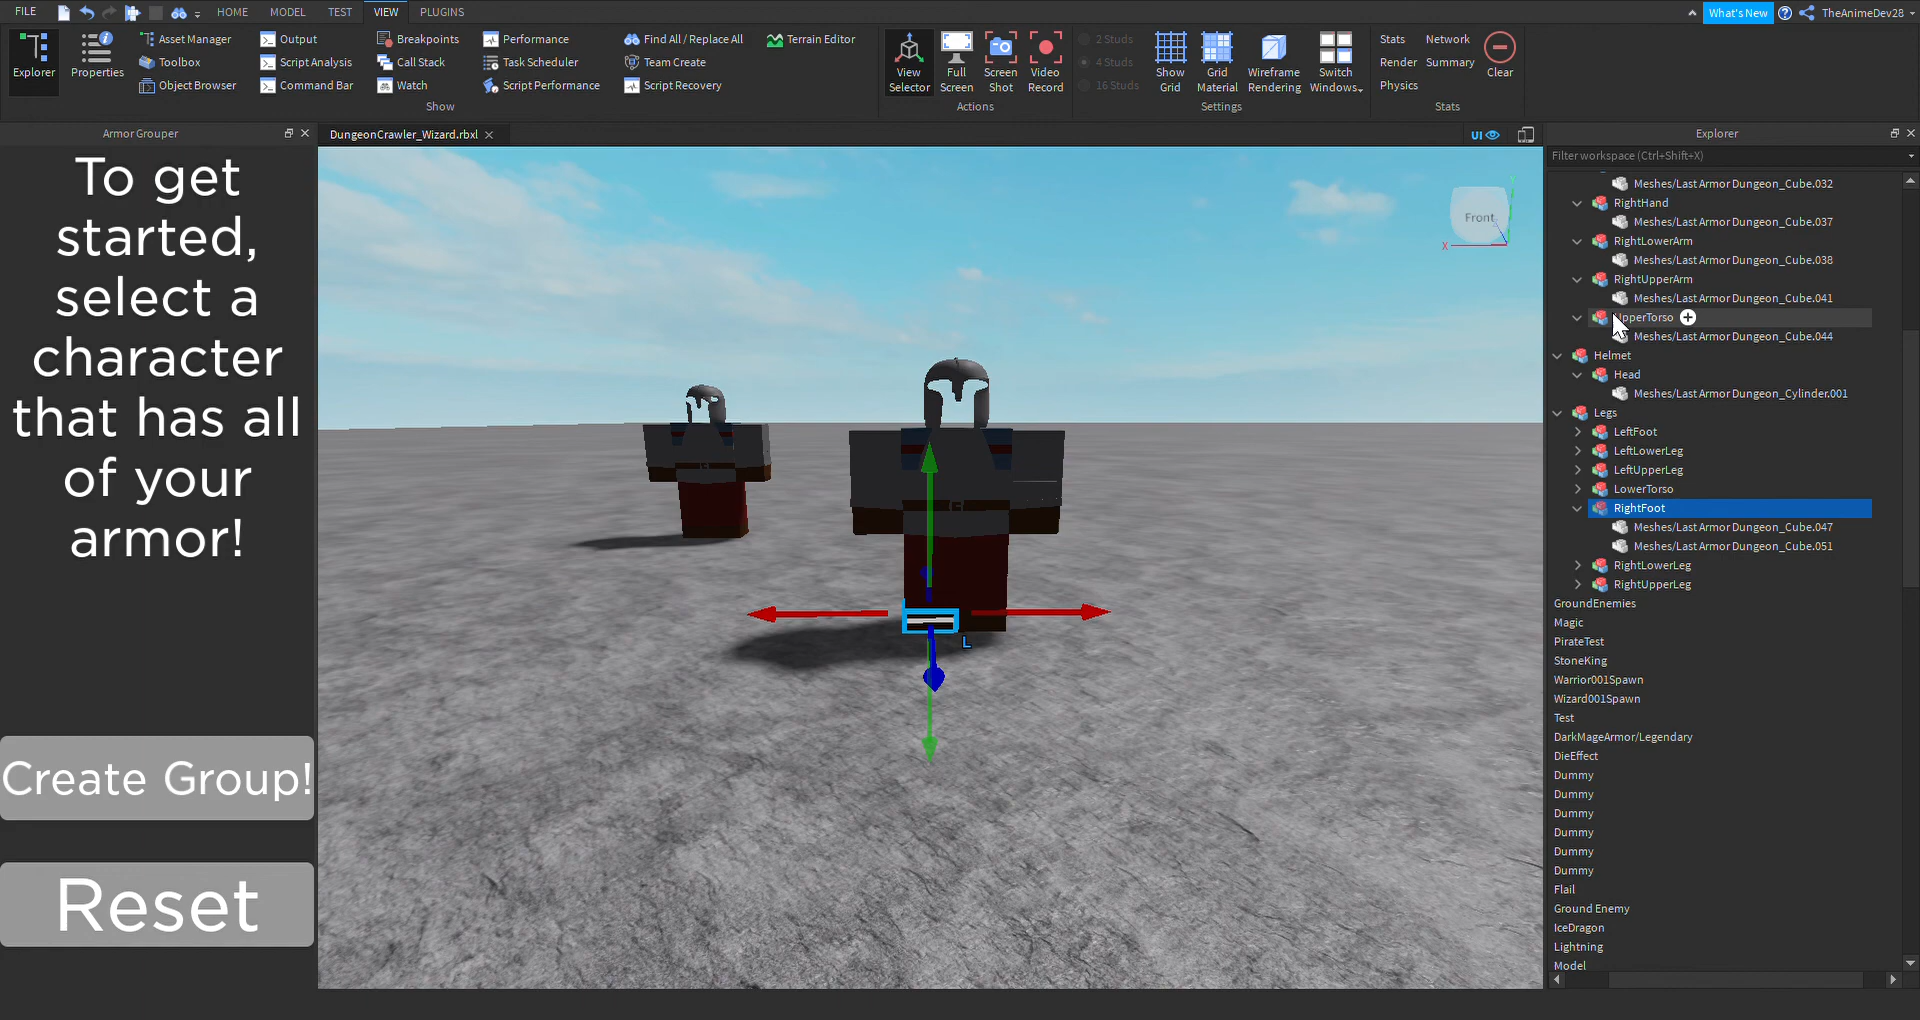 FILE
HOME
MODEL
TEST
VIEW
PLUGINS
What's New
TheAnimeDev28
Explorer
Properties
Asset Manager
Toolbox
Object Browser
Output
Script Analysis
Command Bar
Breakpoints
Call Stack
Watch
Performance
Task Scheduler
Script Performance
Find All / Replace All
Team Create
Script Recovery
Terrain Editor
Show
View
Selector
Full
Screen
Screen
Shot
Video
Record
Actions
2 Studs
4 Studs
16 Studs
Show
Grid
Grid
Material
Wireframe
Rendering
Switch
Windows
Settings
Stats
Network
Render
Summary
Physics
Clear
Stats
Armor Grouper
To get
started,
select a
character
that has all
of your
armor!
Create Group!
Reset
DungeonCrawler_Wizard.rbxl
UI
Front
Y
X
L
Explorer
Filter workspace (Ctrl+Shift+X)
Meshes/Last Armor Dungeon_Cube.032
RightHand
Meshes/Last Armor Dungeon_Cube.037
RightLowerArm
Meshes/Last Armor Dungeon_Cube.038
RightUpperArm
Meshes/Last Armor Dungeon_Cube.041
UpperTorso
Meshes/Last Armor Dungeon_Cube.044
Helmet
Head
Meshes/Last Armor Dungeon_Cylinder.001
Legs
LeftFoot
LeftLowerLeg
LeftUpperLeg
LowerTorso
RightFoot
Meshes/Last Armor Dungeon_Cube.047
Meshes/Last Armor Dungeon_Cube.051
RightLowerLeg
RightUpperLeg
GroundEnemies
Magic
PirateTest
StoneKing
Warrior001Spawn
Wizard001Spawn
Test
DarkMageArmor/Legendary
DieEffect
Dummy
Dummy
Dummy
Dummy
Dummy
Dummy
Flail
Ground Enemy
IceDragon
Lightning
Model